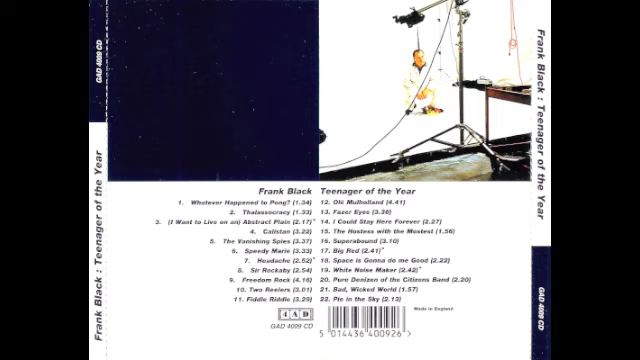 GAD 4009 CD
Frank Black : Teenager of the Year
Frank Black
1. Whatever Happened to Pong? (1.34)
2. Thalassocracy (1.33)
3. (I Want to Live on an) Abstract Plain (2.17)*
4. Calistan (3.22)
5. The Vanishing Spies (3.37)
6. Speedy Marie (3.33)
7. Headache (2.52)*
8. Sir Rockaby (2.54)
9. Freedom Rock (4.16)
10. Two Reelers (3.01)
11. Fiddle Riddle (3.29)
Teenager of the Year
12. Olé Mulholland (4.41)
13. Fazer Eyes (3.36)
14. I Could Stay Here Forever (2.27)
15. The Hostess with the Mostest (1.56)
16. Superabound (3.10)
17. Big Red (2.41)*
18. Space is Gonna do me Good (2.22)
19. White Noise Maker (2.42)*
20. Pure Denizen of the Citizens Band (2.20)
21. Bad, Wicked World (1.57)
22. Pie in the Sky (2.13)
4AD
GAD 4009 CD
Made in England
5 014436 400926
Frank Black : Teenager of the Year
GAD 4009 CD